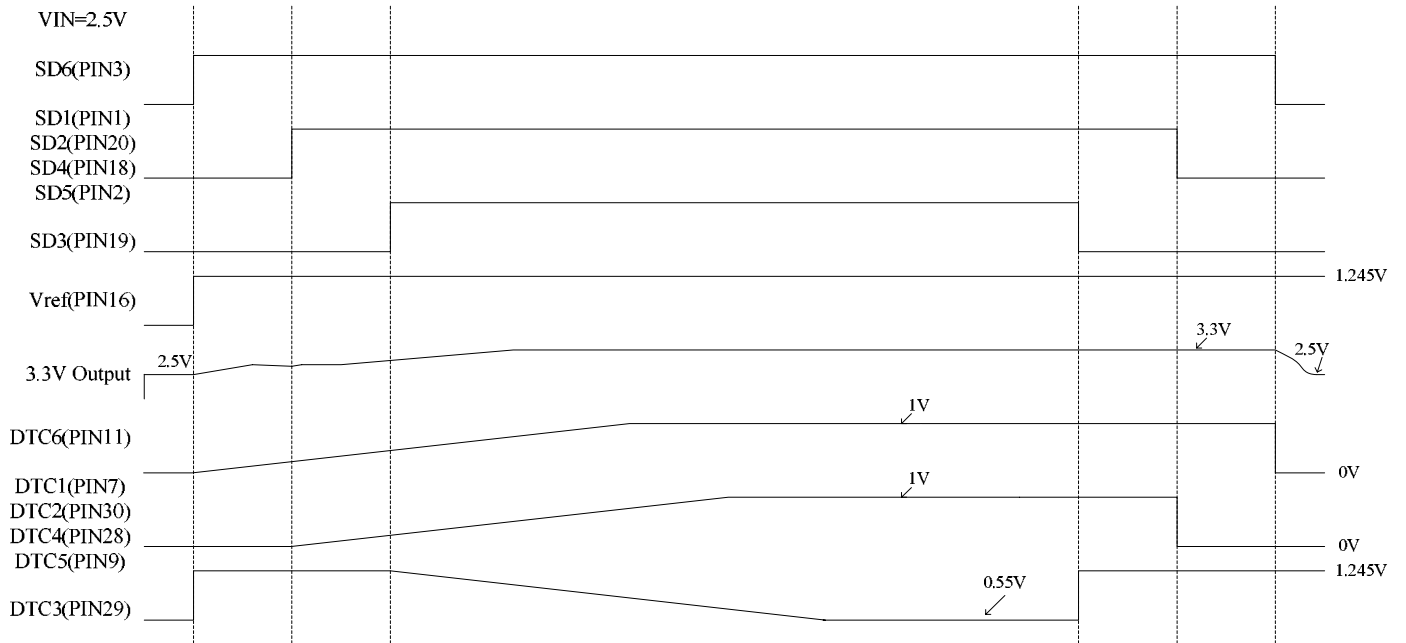 VIN=2.5V
SD6(PIN3)
SD1(PIN1)
SD2(PIN20)
SD4(PIN18)
SD5(PIN2)
SD3(PIN19)
1.245V
Vref(PIN16)
3.3V
2.5V
2.5V
3.3V Output
1V
DTC6(PIN11)
0V
DTC1(PIN7)
1V
DTC2(PIN30)
DTC4(PIN28)
0V
DTC5(PIN9)
1.245V
0.55V
DTC3(PIN29)